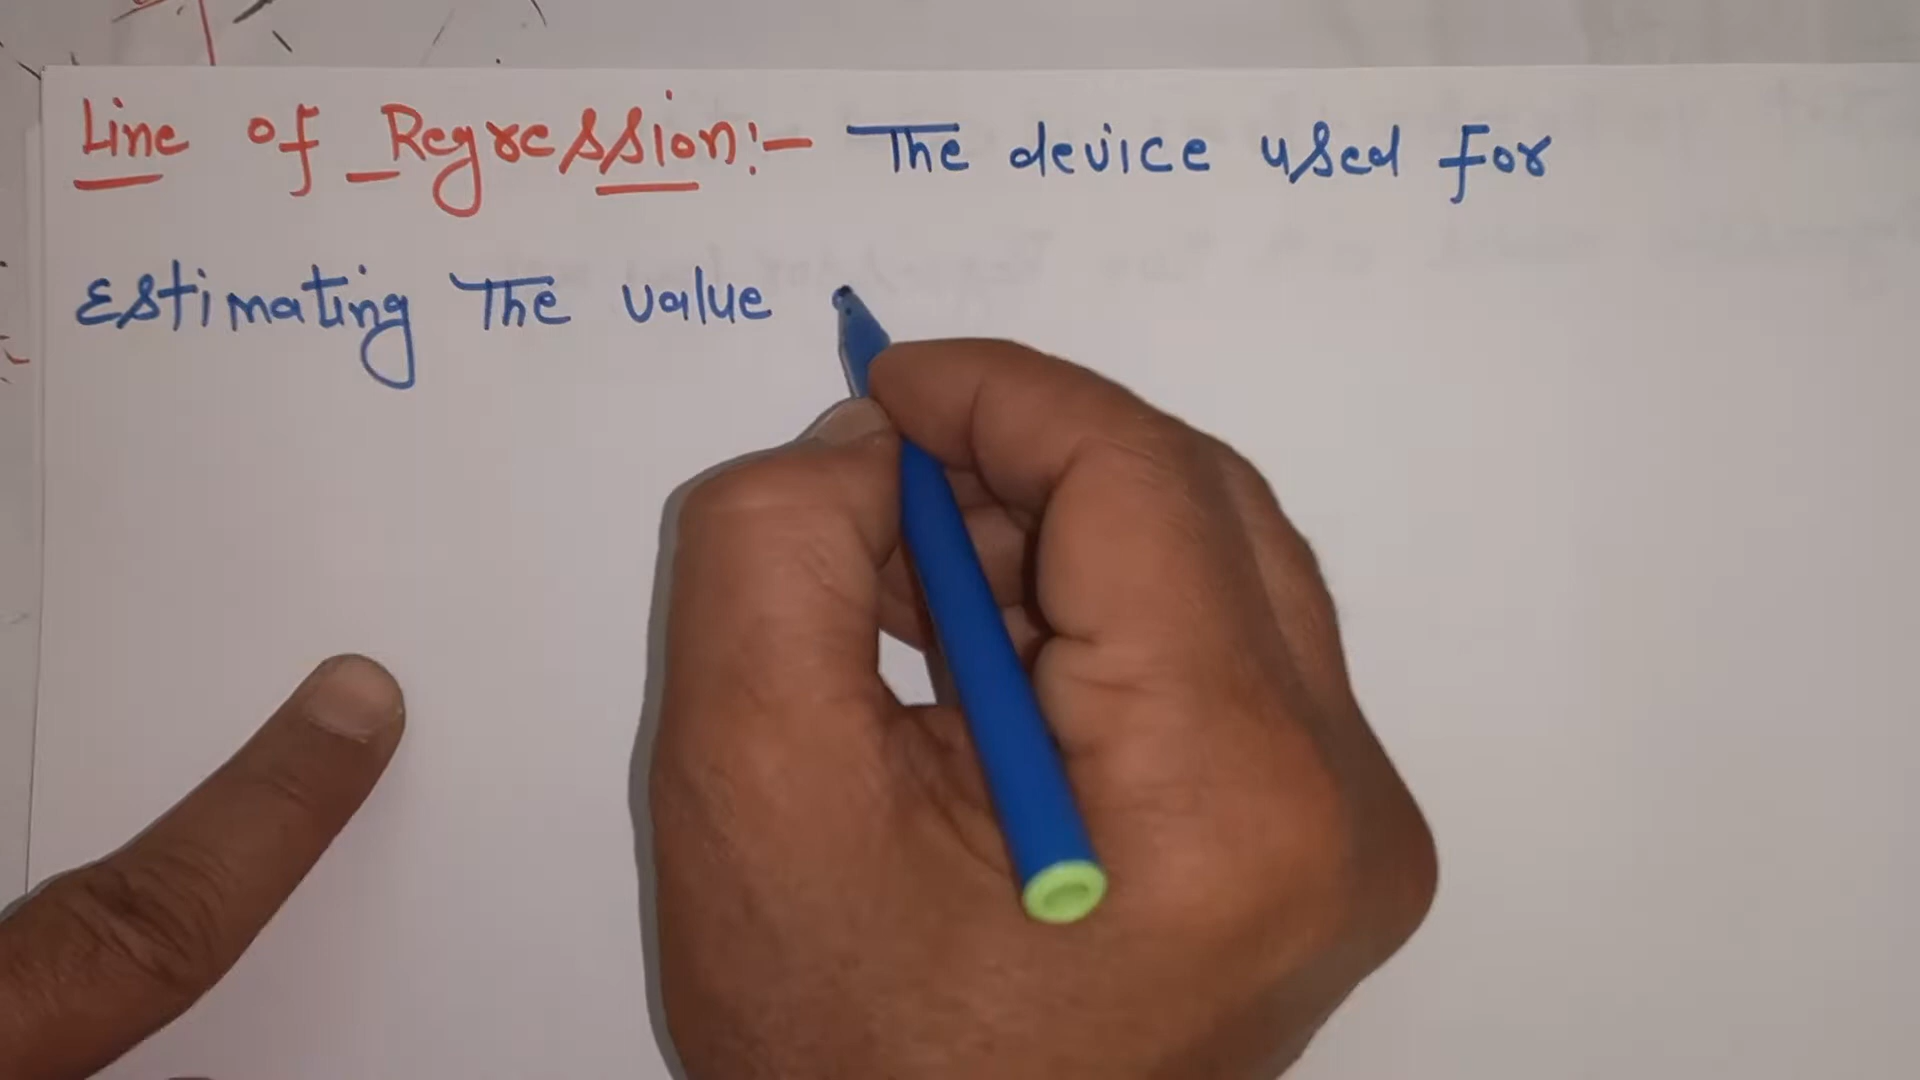 Line of Regression:- The device used for
Estimating The value